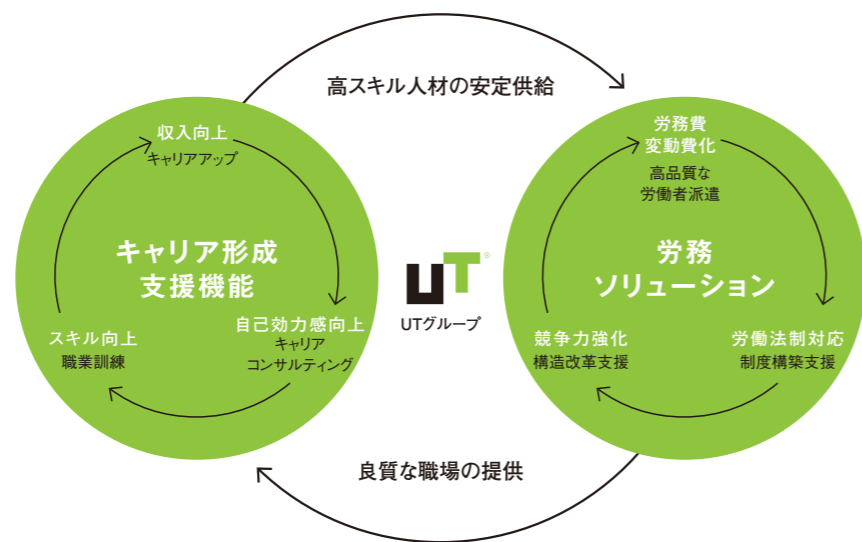 高スキル人材の安定供給
収入向上
キャリアアップ
キャリア形成
支援機能
自己効力感向上
キャリア
コンサルティング
スキル向上
職業訓練
UT®
UTグループ
労務費
変動費化
高品質な
労働者派遣
労務
ソリューション
競争力強化
構造改革支援
労働法制対応
制度構築支援
良質な職場の提供